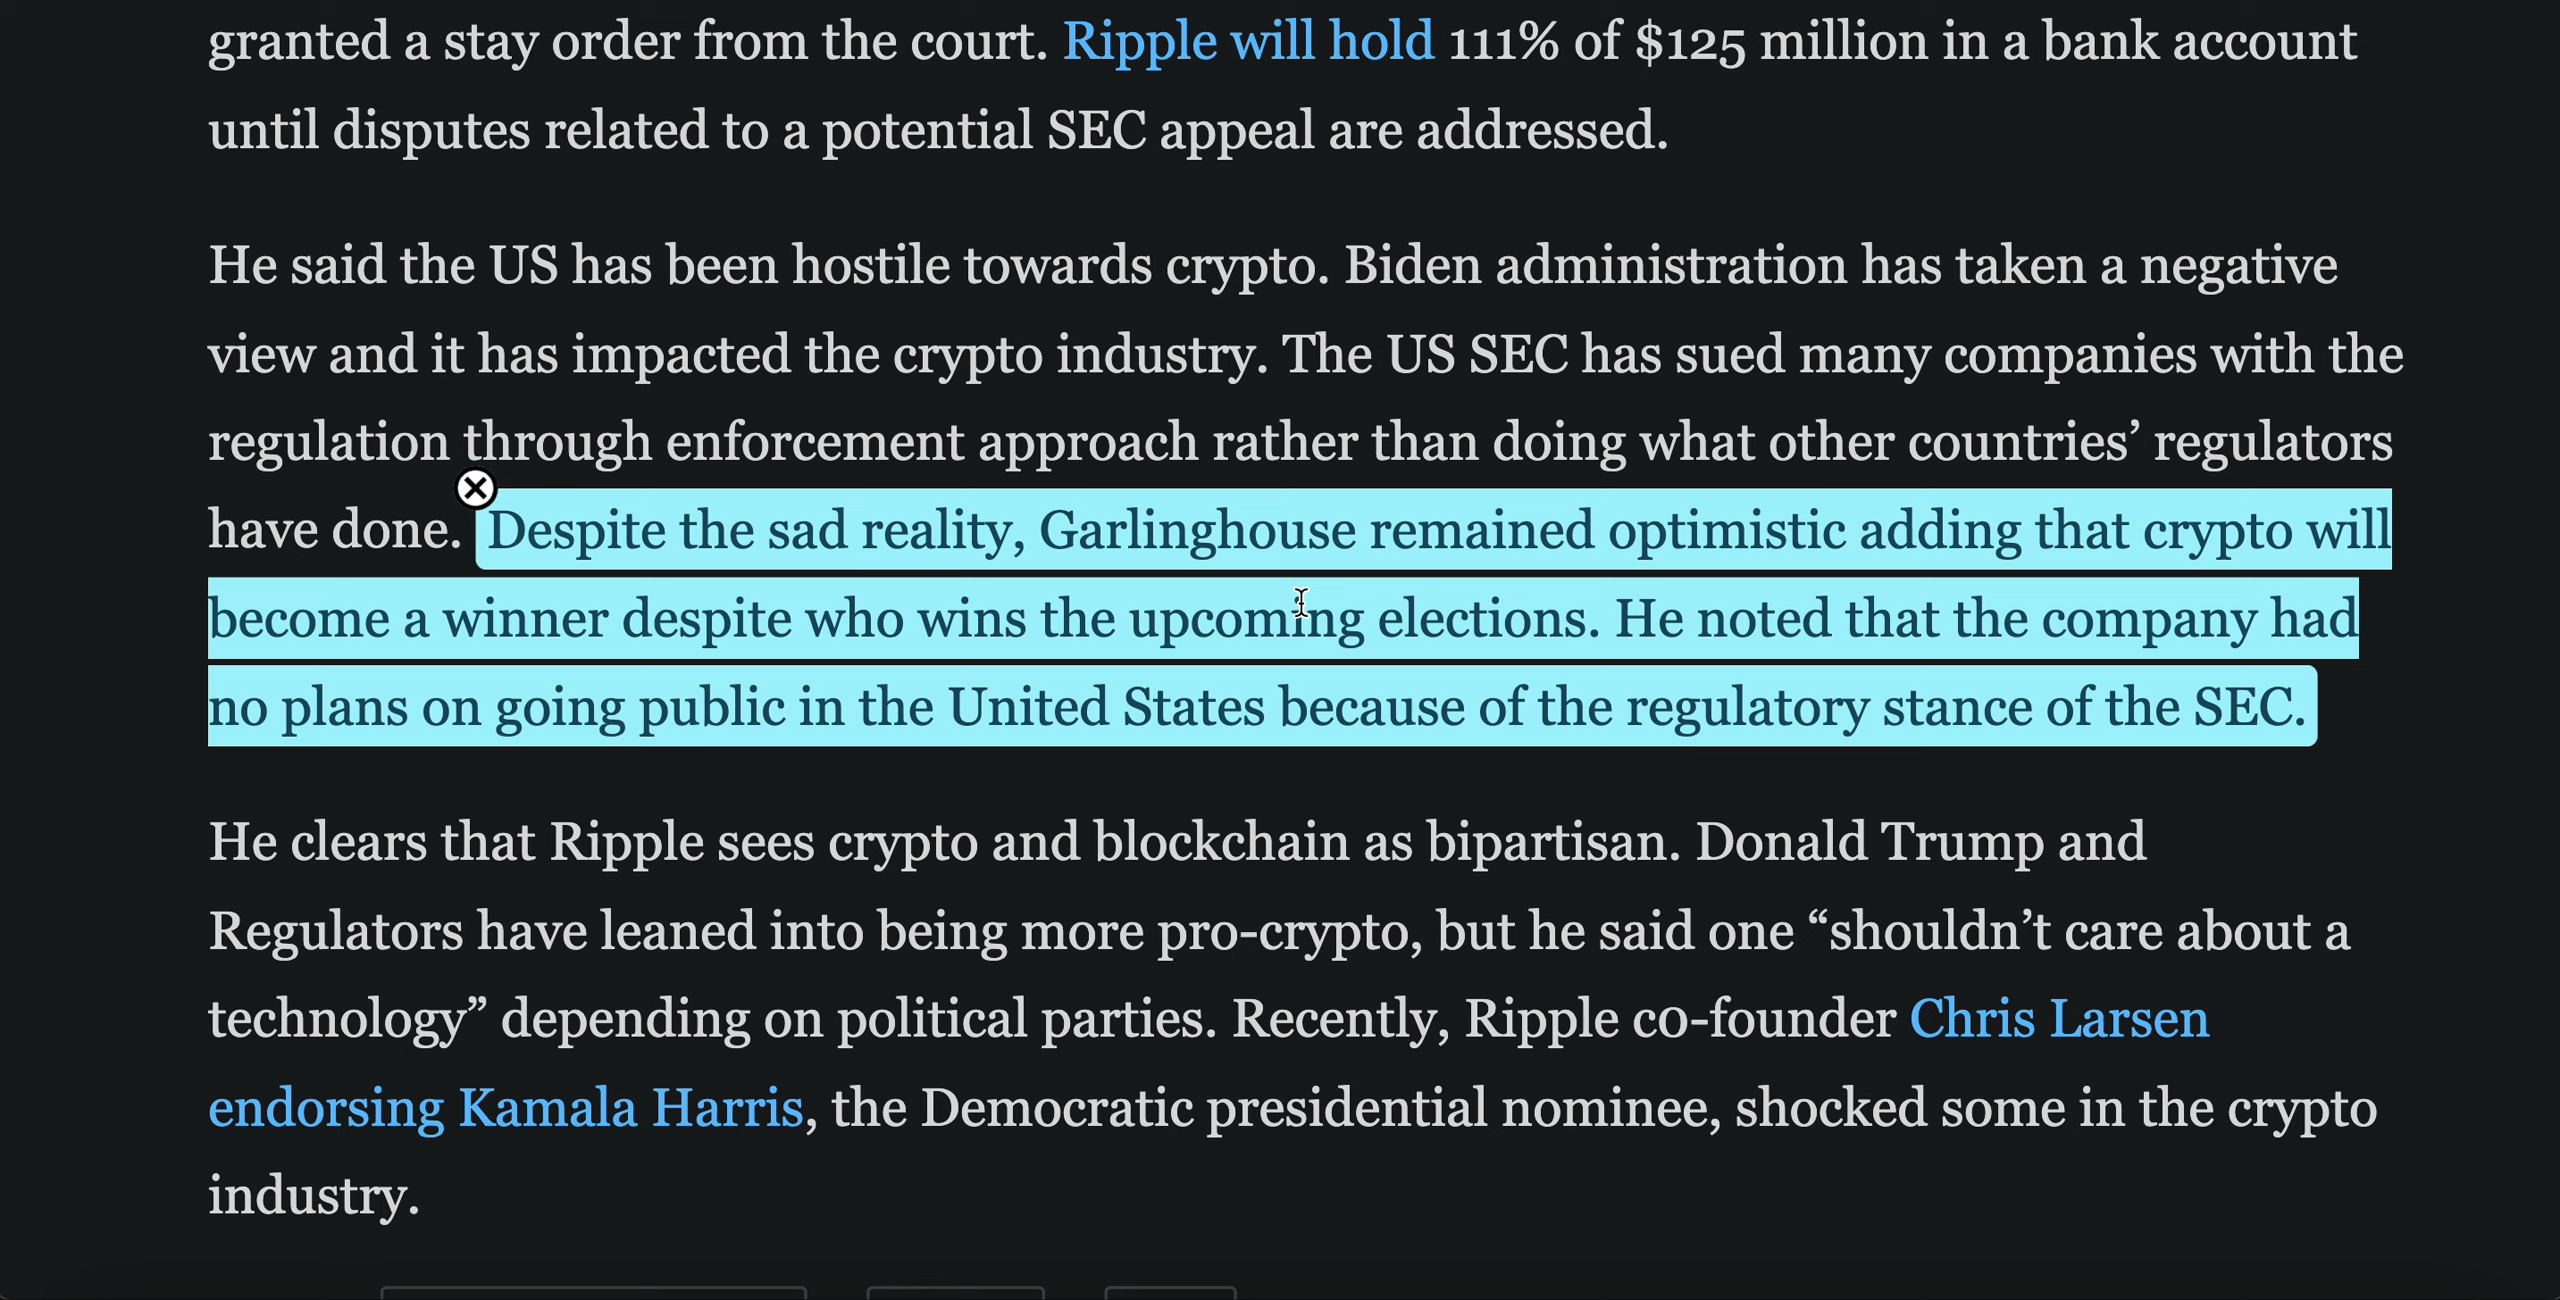 granted a stay order from the court. Ripple will hold 111% of $125 million in a bank account
until disputes related to a potential SEC appeal are addressed.
He said the US has been hostile towards crypto. Biden administration has taken a negative
view and it has impacted the crypto industry. The US SEC has sued many companies with the
regulation through enforcement approach rather than doing what other countries’ regulators
have done. Despite the sad reality, Garlinghouse remained optimistic adding that crypto will
become a winner despite who wins the upcoming elections. He noted that the company had
no plans on going public in the United States because of the regulatory stance of the SEC.
He clears that Ripple sees crypto and blockchain as bipartisan. Donald Trump and
Regulators have leaned into being more pro-crypto, but he said one “shouldn’t care about a
technology” depending on political parties. Recently, Ripple co-founder Chris Larsen
endorsing Kamala Harris, the Democratic presidential nominee, shocked some in the crypto
industry.